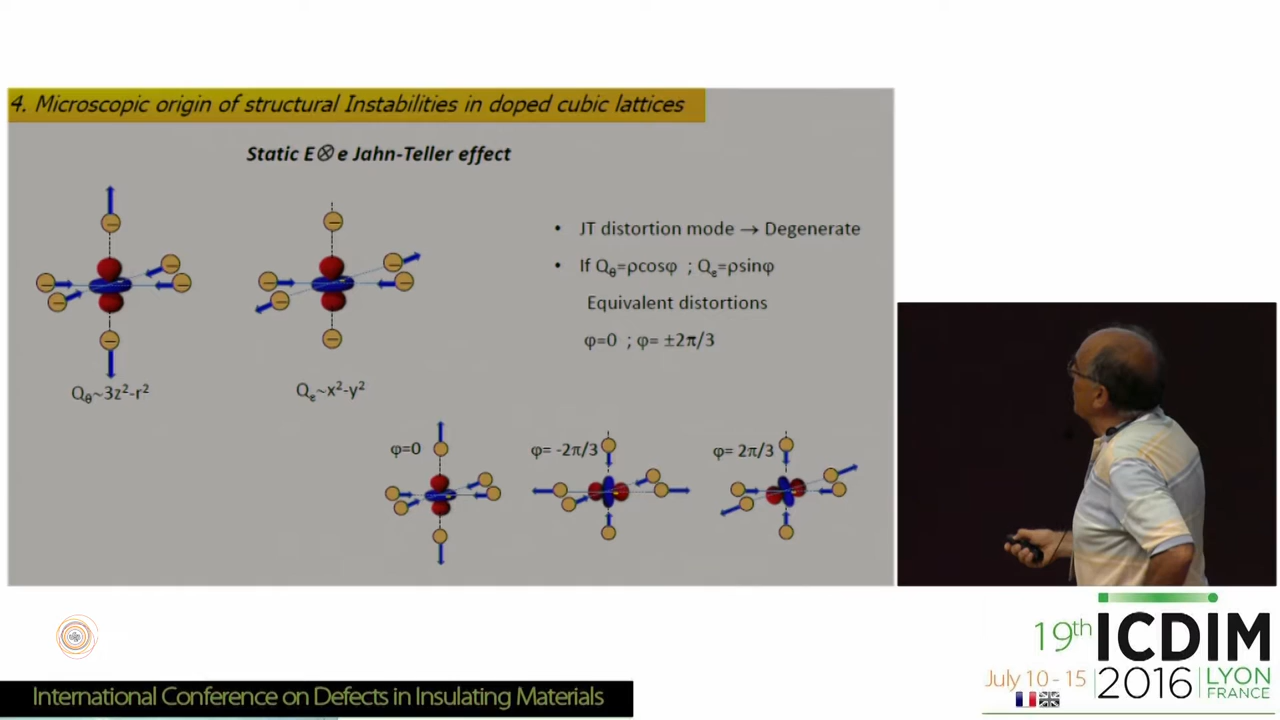 4. Microscopic origin of structural Instabilities in doped cubic lattices
Static E⊗e Jahn-Teller effect
• JT distortion mode → Degenerate
• If Qθ=ρcosφ ; Qε=ρsinφ
Equivalent distortions
φ=0 ; φ= ±2π/3
Qθ~3z²-r²
Qε~x²-y²
φ=0
φ= -2π/3
φ= 2π/3
19th ICDIM
July 10 - 15 2016 LYON
FRANCE
International Conference on Defects in Insulating Materials